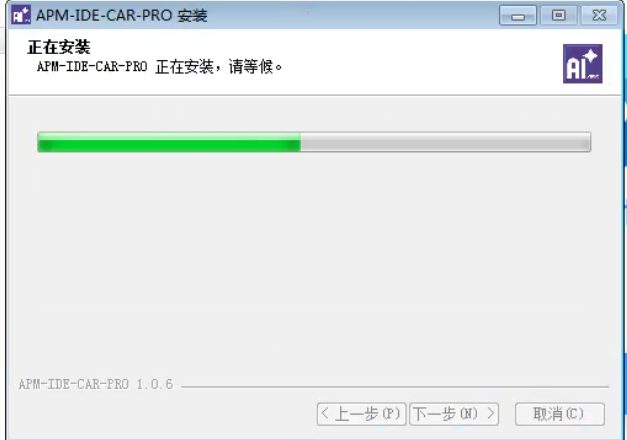 APM-IDE-CAR-PRO 安装
正在安装
APM-IDE-CAR-PRO 正在安装，请等候。
AI
APM-IDE-CAR-PRO 1.0.6
< 上一步(P) 下一步(N) > 取消(C)